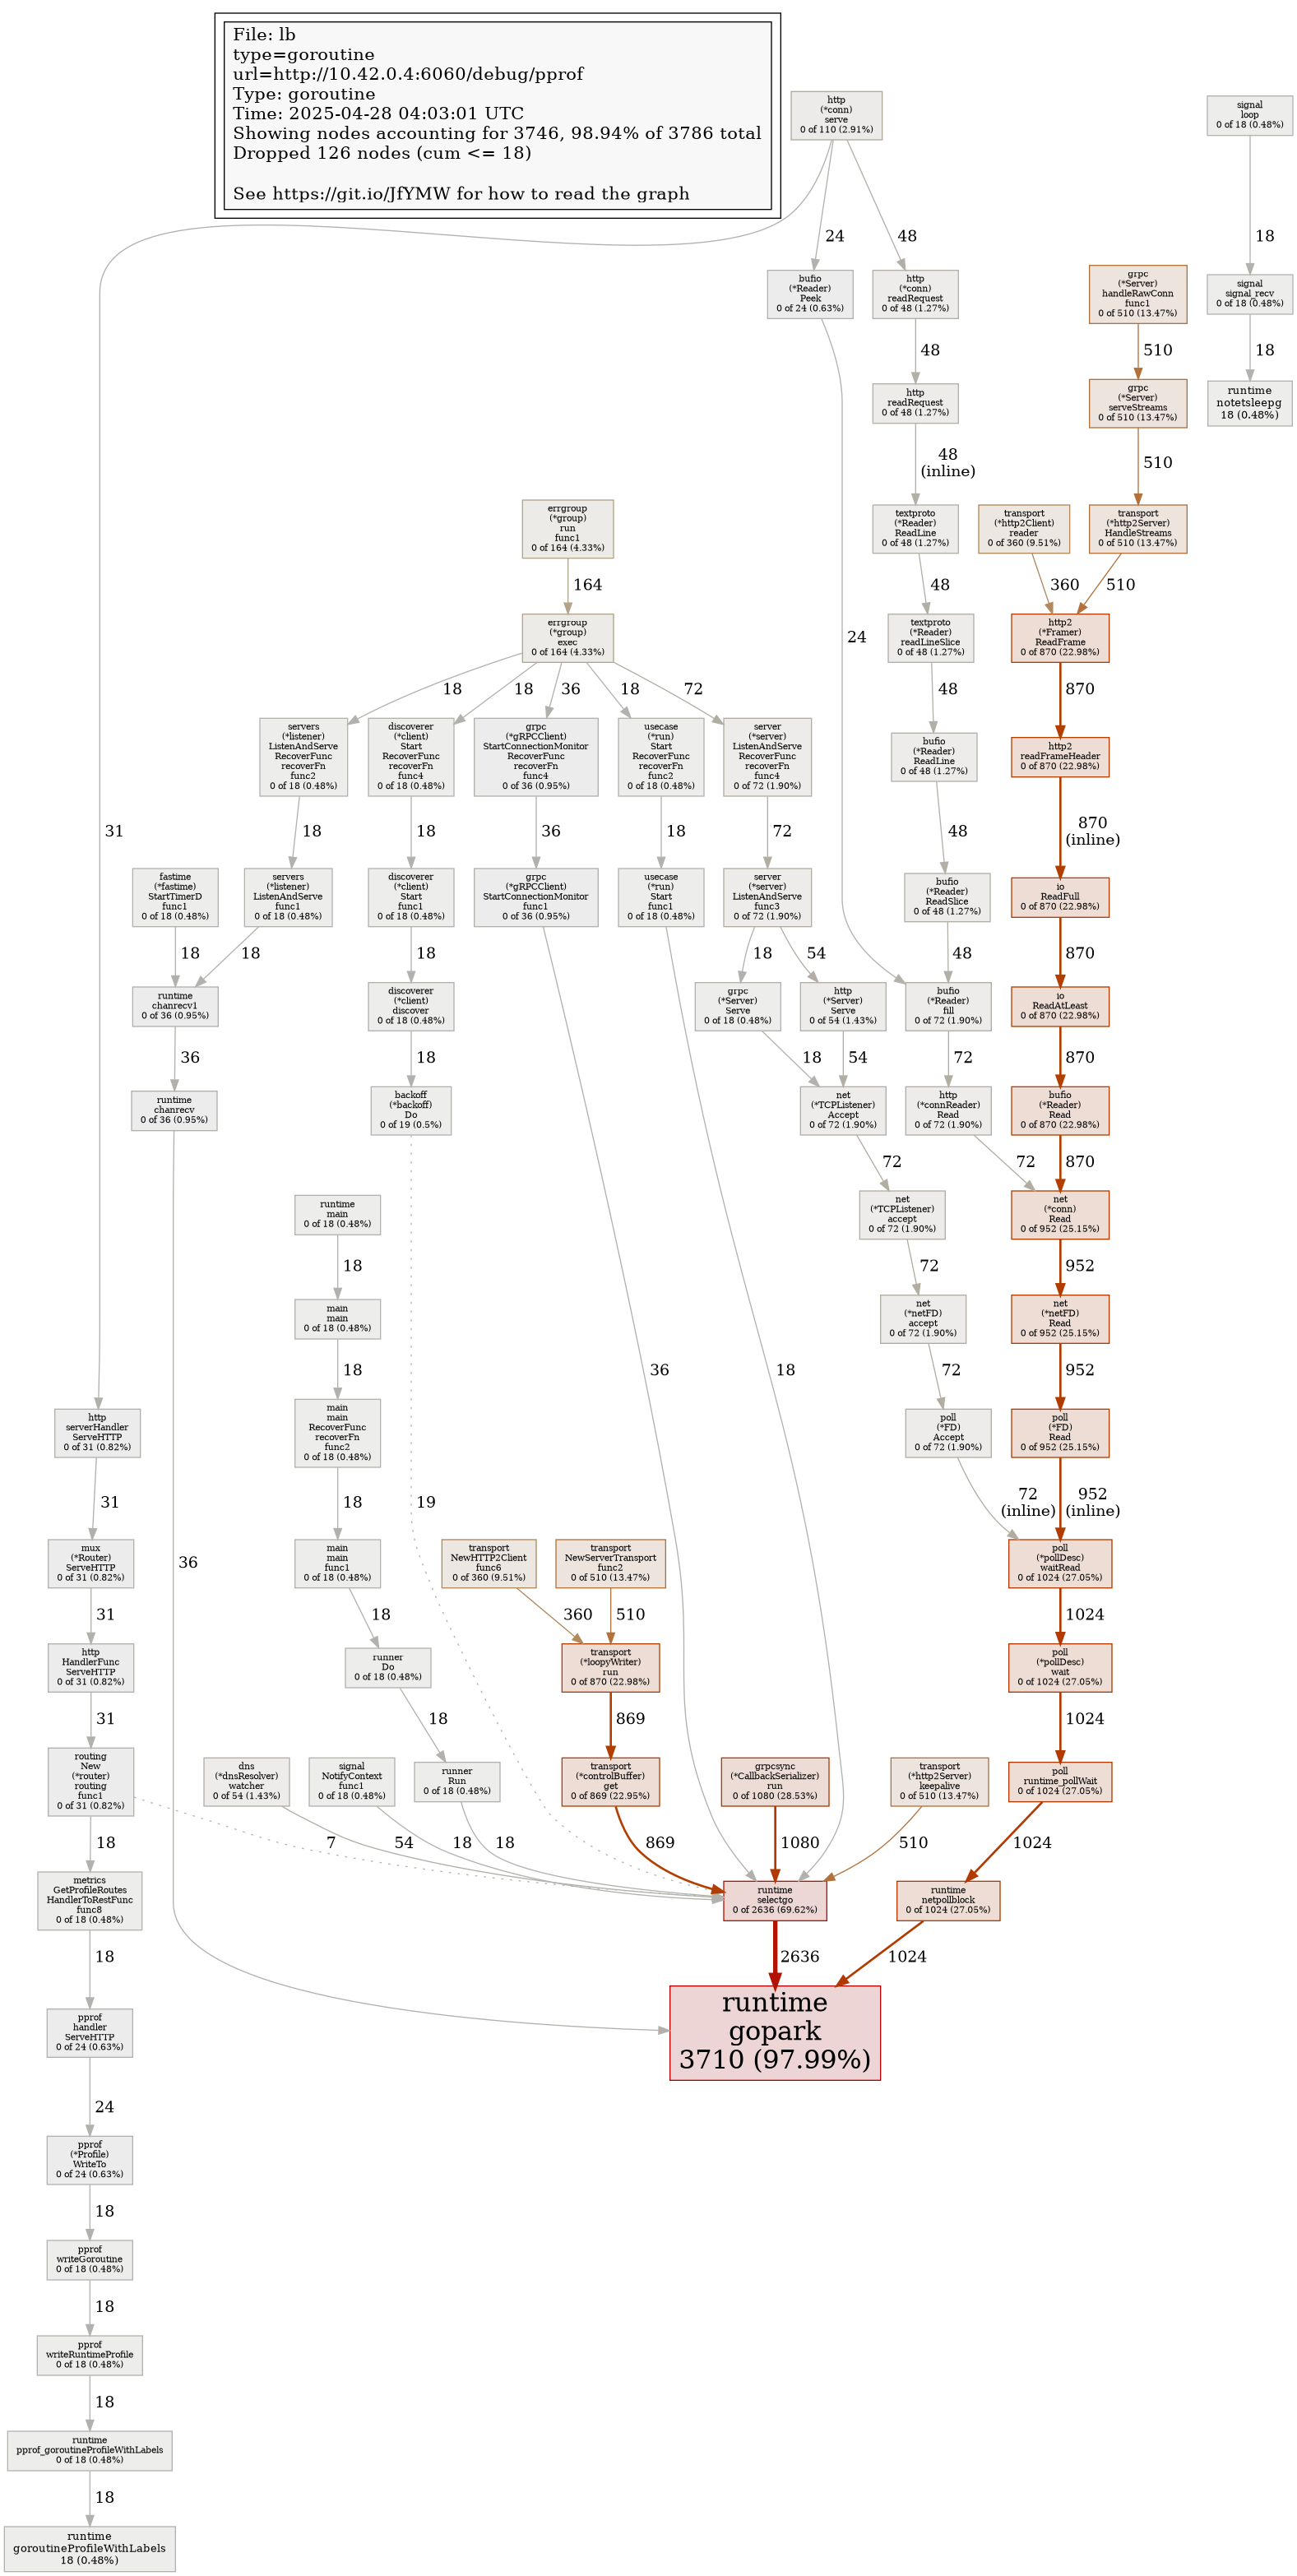 File: lb
type=goroutine
url=http://10.42.0.4:6060/debug/pprof
Type: goroutine
Time: 2025-04-28 04:03:01 UTC
Showing nodes accounting for 3746, 98.94% of 3786 total
Dropped 126 nodes (cum <= 18)
See https://git.io/JfYMW for how to read the graph
http
(*conn)
serve
0 of 110 (2.91%)
signal
loop
0 of 18 (0.48%)
24
48
18
bufio
(*Reader)
Peek
0 of 24 (0.63%)
http
(*conn)
readRequest
0 of 48 (1.27%)
grpc
(*Server)
handleRawConn
func1
0 of 510 (13.47%)
signal
signal_recv
0 of 18 (0.48%)
48
510
18
http
readRequest
0 of 48 (1.27%)
grpc
(*Server)
serveStreams
0 of 510 (13.47%)
runtime
notetsleepg
18 (0.48%)
48
(inline)
510
errgroup
(*group)
run
func1
0 of 164 (4.33%)
textproto
(*Reader)
ReadLine
0 of 48 (1.27%)
transport
(*http2Client)
reader
0 of 360 (9.51%)
transport
(*http2Server)
HandleStreams
0 of 510 (13.47%)
164
48
360
510
errgroup
(*group)
exec
0 of 164 (4.33%)
24
textproto
(*Reader)
readLineSlice
0 of 48 (1.27%)
http2
(*Framer)
ReadFrame
0 of 870 (22.98%)
18
18
36
18
72
48
870
servers
(*listener)
ListenAndServe
RecoverFunc
recoverFn
func2
0 of 18 (0.48%)
discoverer
(*client)
Start
RecoverFunc
recoverFn
func4
0 of 18 (0.48%)
grpc
(*gRPCClient)
StartConnectionMonitor
RecoverFunc
recoverFn
func4
0 of 36 (0.95%)
usecase
(*run)
Start
RecoverFunc
recoverFn
func2
0 of 18 (0.48%)
server
(*server)
ListenAndServe
RecoverFunc
recoverFn
func4
0 of 72 (1.90%)
bufio
(*Reader)
ReadLine
0 of 48 (1.27%)
http2
readFrameHeader
0 of 870 (22.98%)
31
18
18
36
18
72
48
870
(inline)
fastime
(*fastime)
StartTimerD
func1
0 of 18 (0.48%)
servers
(*listener)
ListenAndServe
func1
0 of 18 (0.48%)
discoverer
(*client)
Start
func1
0 of 18 (0.48%)
grpc
(*gRPCClient)
StartConnectionMonitor
func1
0 of 36 (0.95%)
usecase
(*run)
Start
func1
0 of 18 (0.48%)
server
(*server)
ListenAndServe
func3
0 of 72 (1.90%)
bufio
(*Reader)
ReadSlice
0 of 48 (1.27%)
io
ReadFull
0 of 870 (22.98%)
18
18
18
18
54
48
870
runtime
chanrecv1
0 of 36 (0.95%)
discoverer
(*client)
discover
0 of 18 (0.48%)
grpc
(*Server)
Serve
0 of 18 (0.48%)
http
(*Server)
Serve
0 of 54 (1.43%)
bufio
(*Reader)
fill
0 of 72 (1.90%)
io
ReadAtLeast
0 of 870 (22.98%)
36
18
18
54
72
870
runtime
chanrecv
0 of 36 (0.95%)
backoff
(*backoff)
Do
0 of 19 (0.5%)
net
(*TCPListener)
Accept
0 of 72 (1.90%)
http
(*connReader)
Read
0 of 72 (1.90%)
bufio
(*Reader)
Read
0 of 870 (22.98%)
72
72
870
runtime
main
0 of 18 (0.48%)
net
(*TCPListener)
accept
0 of 72 (1.90%)
net
(*conn)
Read
0 of 952 (25.15%)
18
72
952
main
main
0 of 18 (0.48%)
net
(*netFD)
accept
0 of 72 (1.90%)
net
(*netFD)
Read
0 of 952 (25.15%)
18
36
18
72
952
http
serverHandler
ServeHTTP
0 of 31 (0.82%)
main
main
RecoverFunc
recoverFn
func2
0 of 18 (0.48%)
poll
(*FD)
Accept
0 of 72 (1.90%)
poll
(*FD)
Read
0 of 952 (25.15%)
31
18
19
72
(inline)
952
(inline)
mux
(*Router)
ServeHTTP
0 of 31 (0.82%)
36
main
main
func1
0 of 18 (0.48%)
transport
NewHTTP2Client
func6
0 of 360 (9.51%)
transport
NewServerTransport
func2
0 of 510 (13.47%)
poll
(*pollDesc)
waitRead
0 of 1024 (27.05%)
31
18
360
510
1024
http
HandlerFunc
ServeHTTP
0 of 31 (0.82%)
runner
Do
0 of 18 (0.48%)
transport
(*loopyWriter)
run
0 of 870 (22.98%)
poll
(*pollDesc)
wait
0 of 1024 (27.05%)
31
18
869
1024
routing
New
(*router)
routing
func1
0 of 31 (0.82%)
dns
(*dnsResolver)
watcher
0 of 54 (1.43%)
signal
NotifyContext
func1
0 of 18 (0.48%)
runner
Run
0 of 18 (0.48%)
transport
(*controlBuffer)
get
0 of 869 (22.95%)
grpcsync
(*CallbackSerializer)
run
0 of 1080 (28.53%)
transport
(*http2Server)
keepalive
0 of 510 (13.47%)
poll
runtime_pollWait
0 of 1024 (27.05%)
18
7
54
18
18
869
1080
510
1024
metrics
GetProfileRoutes
HandlerToRestFunc
func8
0 of 18 (0.48%)
runtime
selectgo
0 of 2636 (69.62%)
runtime
netpollblock
0 of 1024 (27.05%)
18
2636
1024
pprof
handler
ServeHTTP
0 of 24 (0.63%)
runtime
gopark
3710 (97.99%)
24
pprof
(*Profile)
WriteTo
0 of 24 (0.63%)
18
pprof
writeGoroutine
0 of 18 (0.48%)
18
pprof
writeRuntimeProfile
0 of 18 (0.48%)
18
runtime
pprof_goroutineProfileWithLabels
0 of 18 (0.48%)
18
runtime
goroutineProfileWithLabels
18 (0.48%)